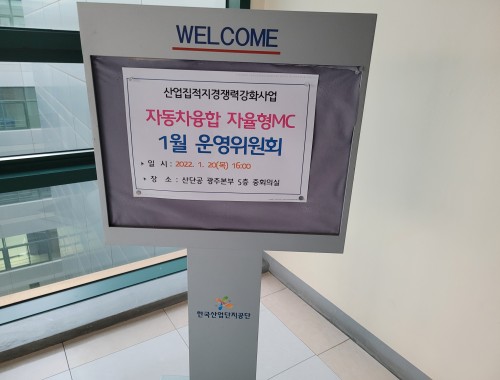 WELCOME
산업집적지경쟁력강화사업
자동차융합 자율형MC
1월 운영위원회
▸ 일 시 : 2022. 1. 20(목) 16:00
▸ 장 소 : 산단공 광주본부 5층 중회의실
한국산업단지공단